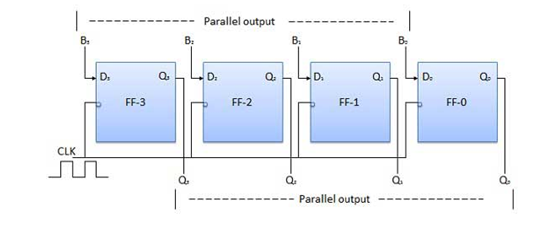 Parallel output
B₃ B₂ B₁ B₀
D₃ Q₃ D₂ Q₂ D₁ Q₁ D₀ Q₀
FF-3 FF-2 FF-1 FF-0
CLK
Q₃ Q₂ Q₁ Q₀
Parallel output